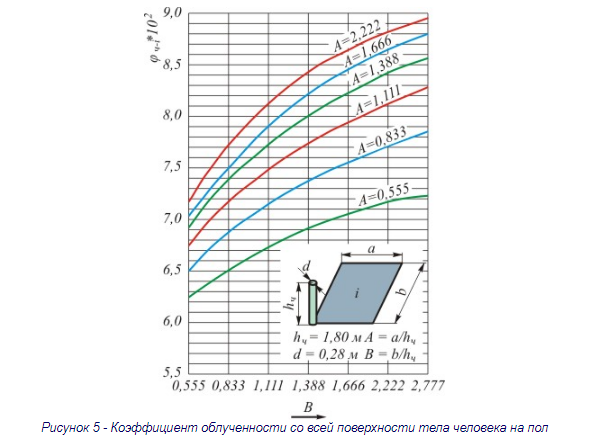 φ ч-i *10²
9,0
8,5
8,0
7,5
7,0
6,5
6,0
5,5
A=2,222
A=1,666
A=1,388
A=1,111
A=0,833
A=0,555
a
d
i
b
hч
hч = 1,80 м A = a/hч
d = 0,28 м B = b/hч
0,555 0,833 1,111 1,388 1,666 2,222 2,777
B
Рисунок 5 - Коэффициент облученности со всей поверхности тела человека на пол